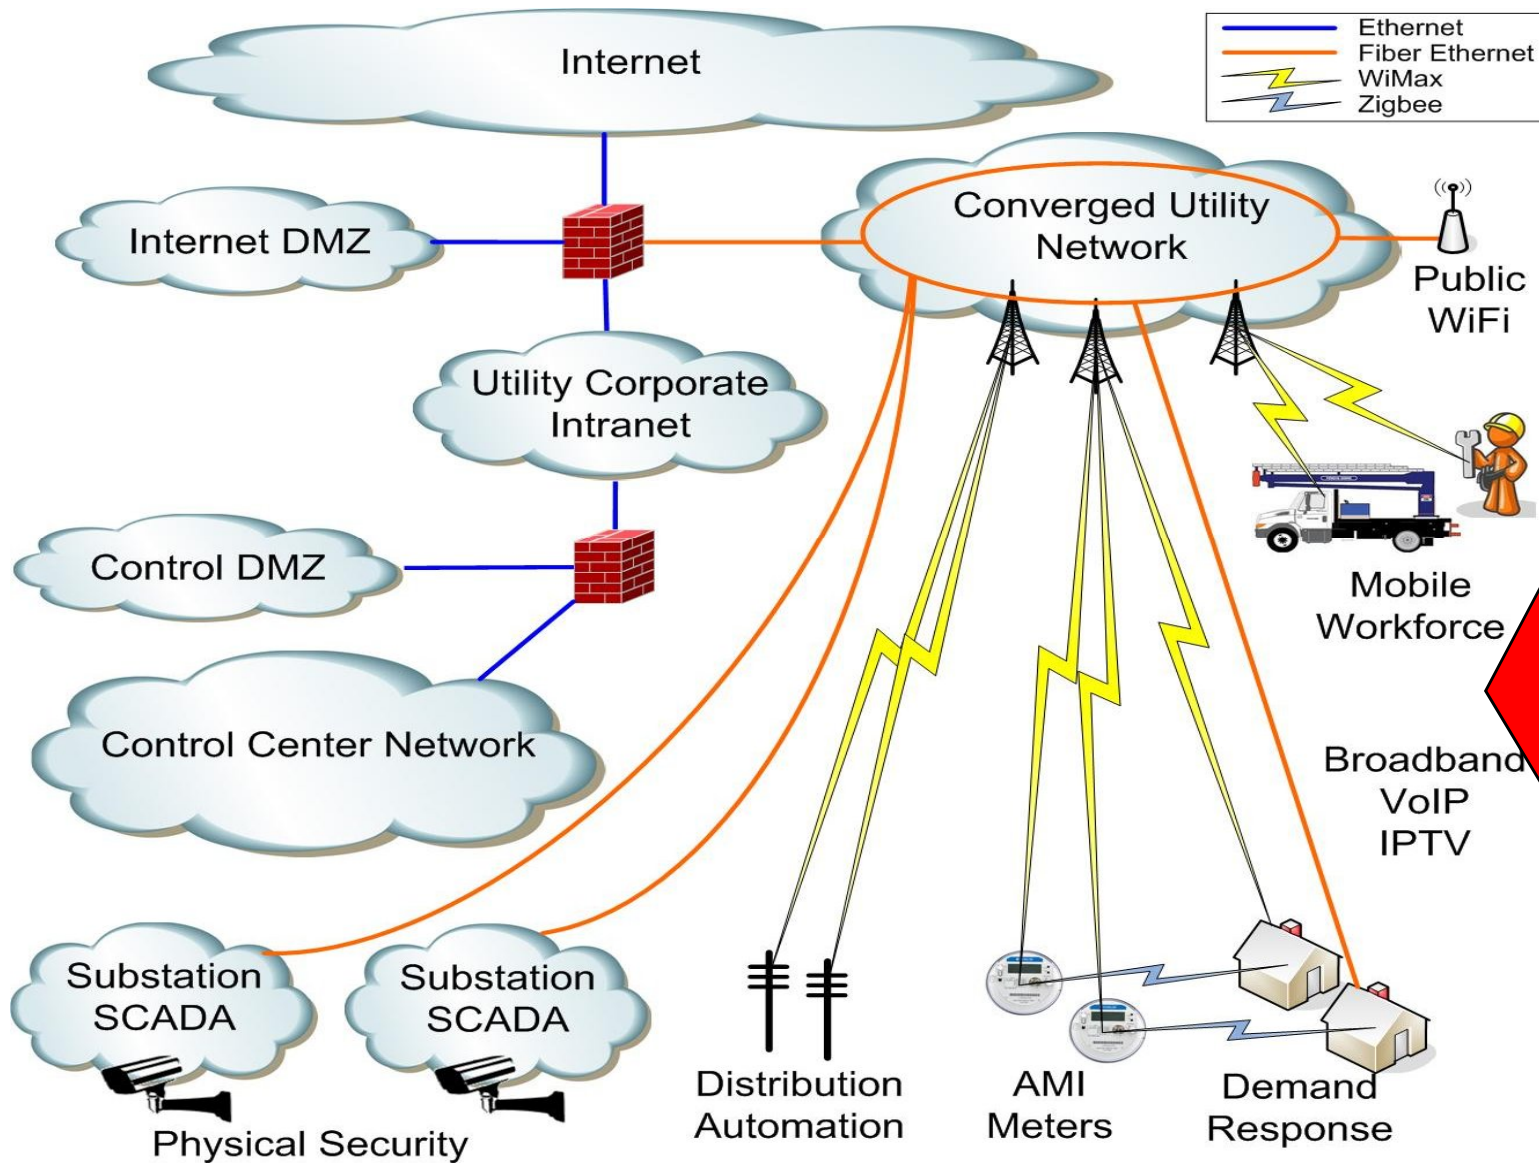 Internet
Ethernet
Fiber Ethernet
WiMax
Zigbee
Internet DMZ
Converged Utility
Network
Public
WiFi
Utility Corporate
Intranet
Control DMZ
Mobile
Workforce
Control Center Network
Broadband
VoIP
IPTV
Substation
SCADA
Substation
SCADA
Physical Security
Distribution
Automation
AMI
Meters
Demand
Response